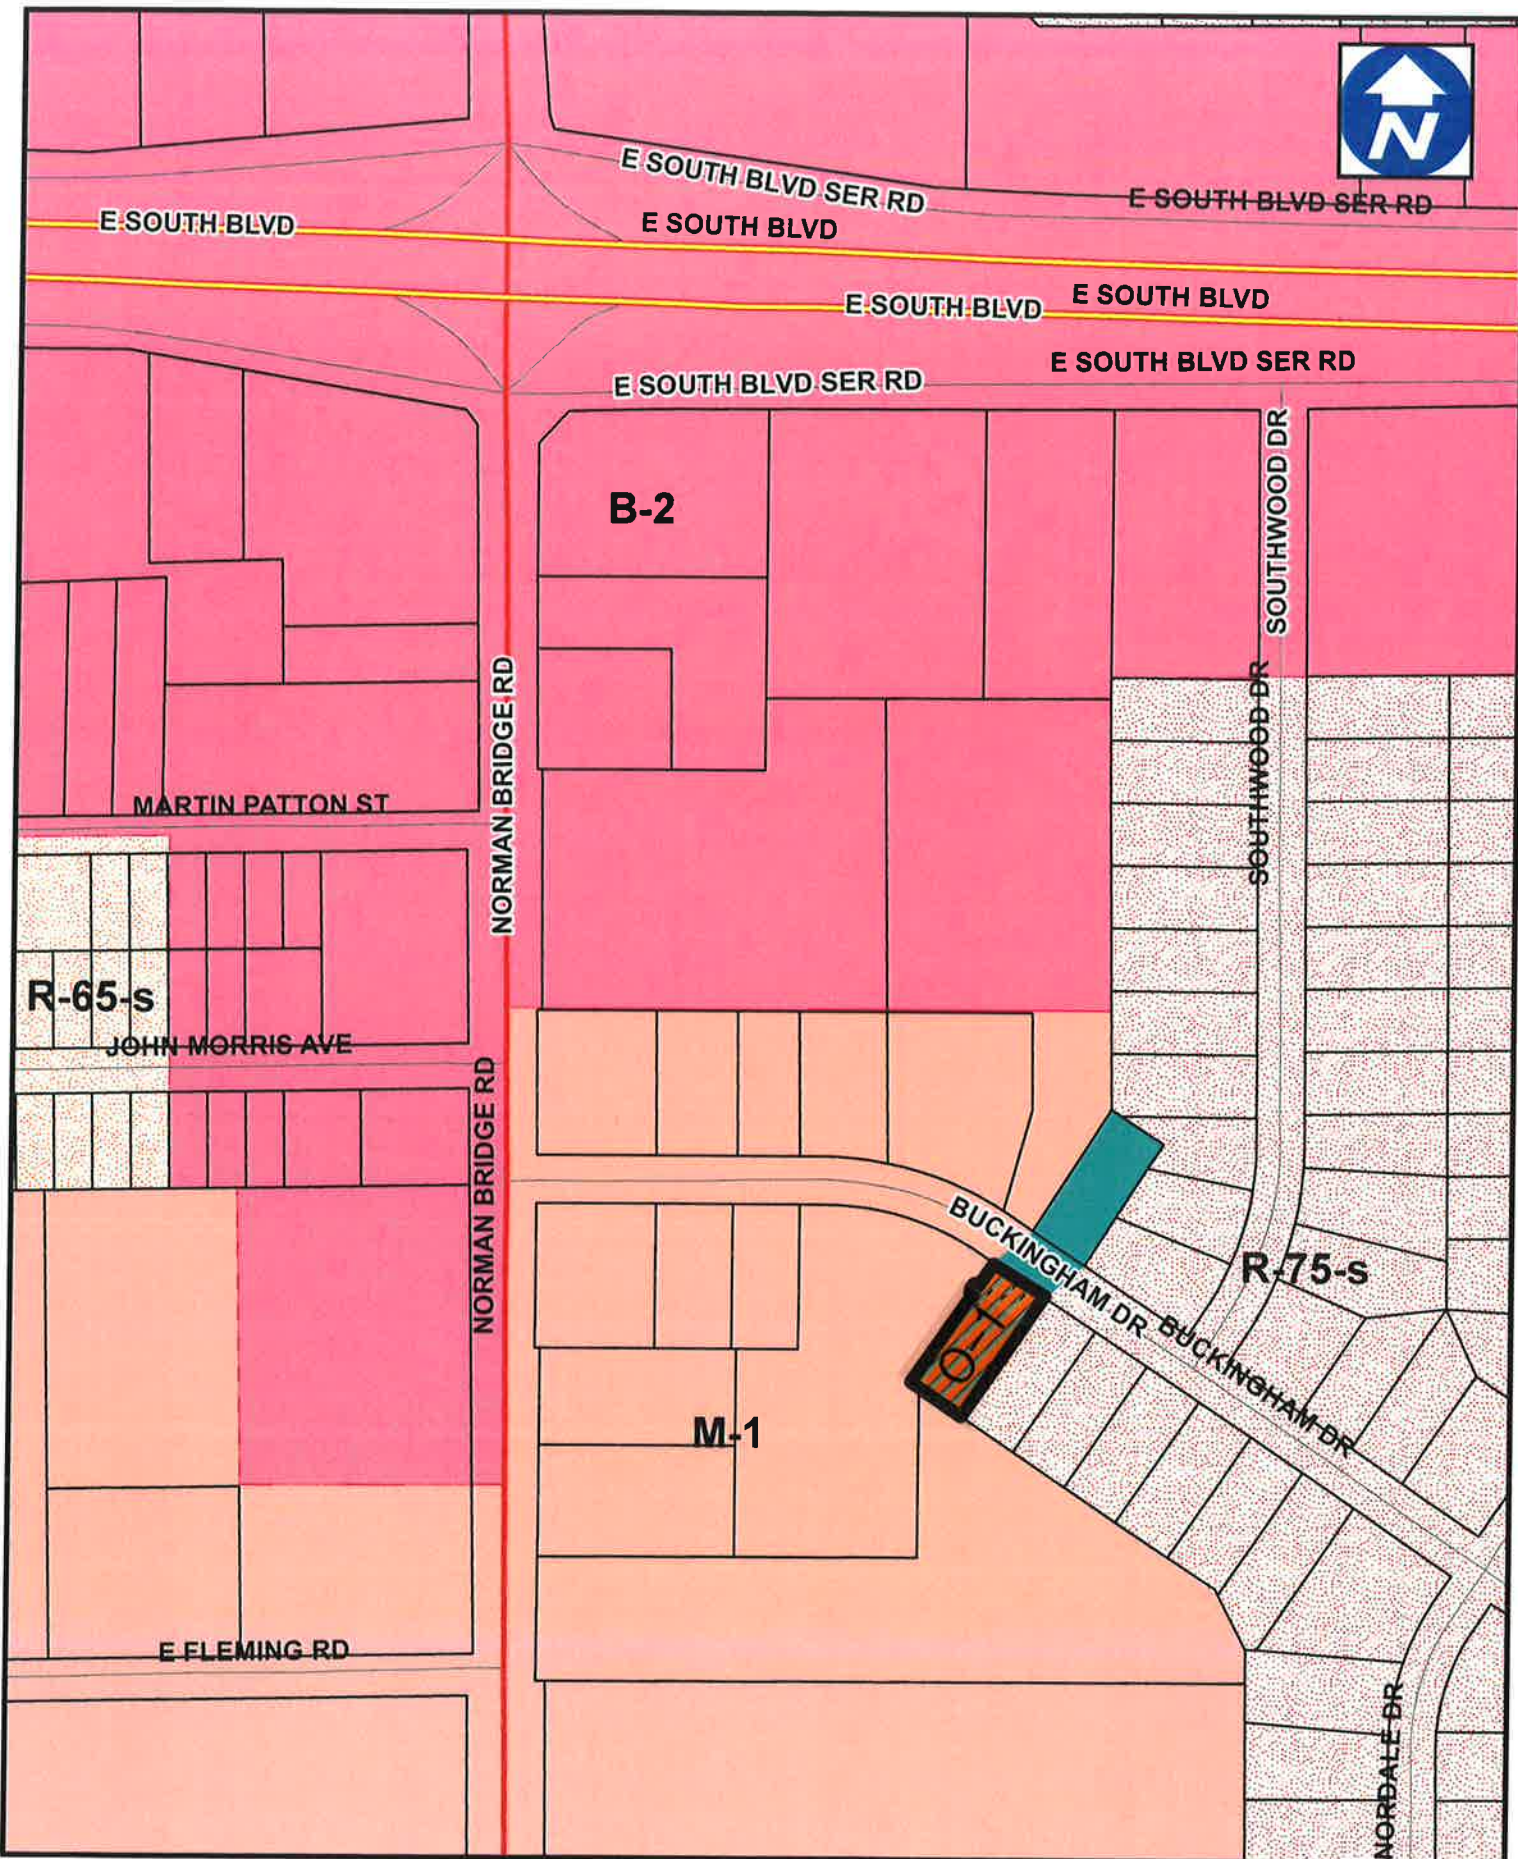 N
E SOUTH BLVD SER RD
E SOUTH BLVD SER RD
E SOUTH BLVD
E SOUTH BLVD
E SOUTH BLVD
E SOUTH BLVD
E SOUTH BLVD SER RD
E SOUTH BLVD SER RD
B-2
SOUTHWOOD DR
SOUTHWOOD DR
NORMAN BRIDGE RD
MARTIN PATTON ST
R-65-s
JOHN MORRIS AVE
NORMAN BRIDGE RD
BUCKINGHAM DR
R-75-s
BUCKINGHAM DR
M-1
E FLEMING RD
NORDALE DR